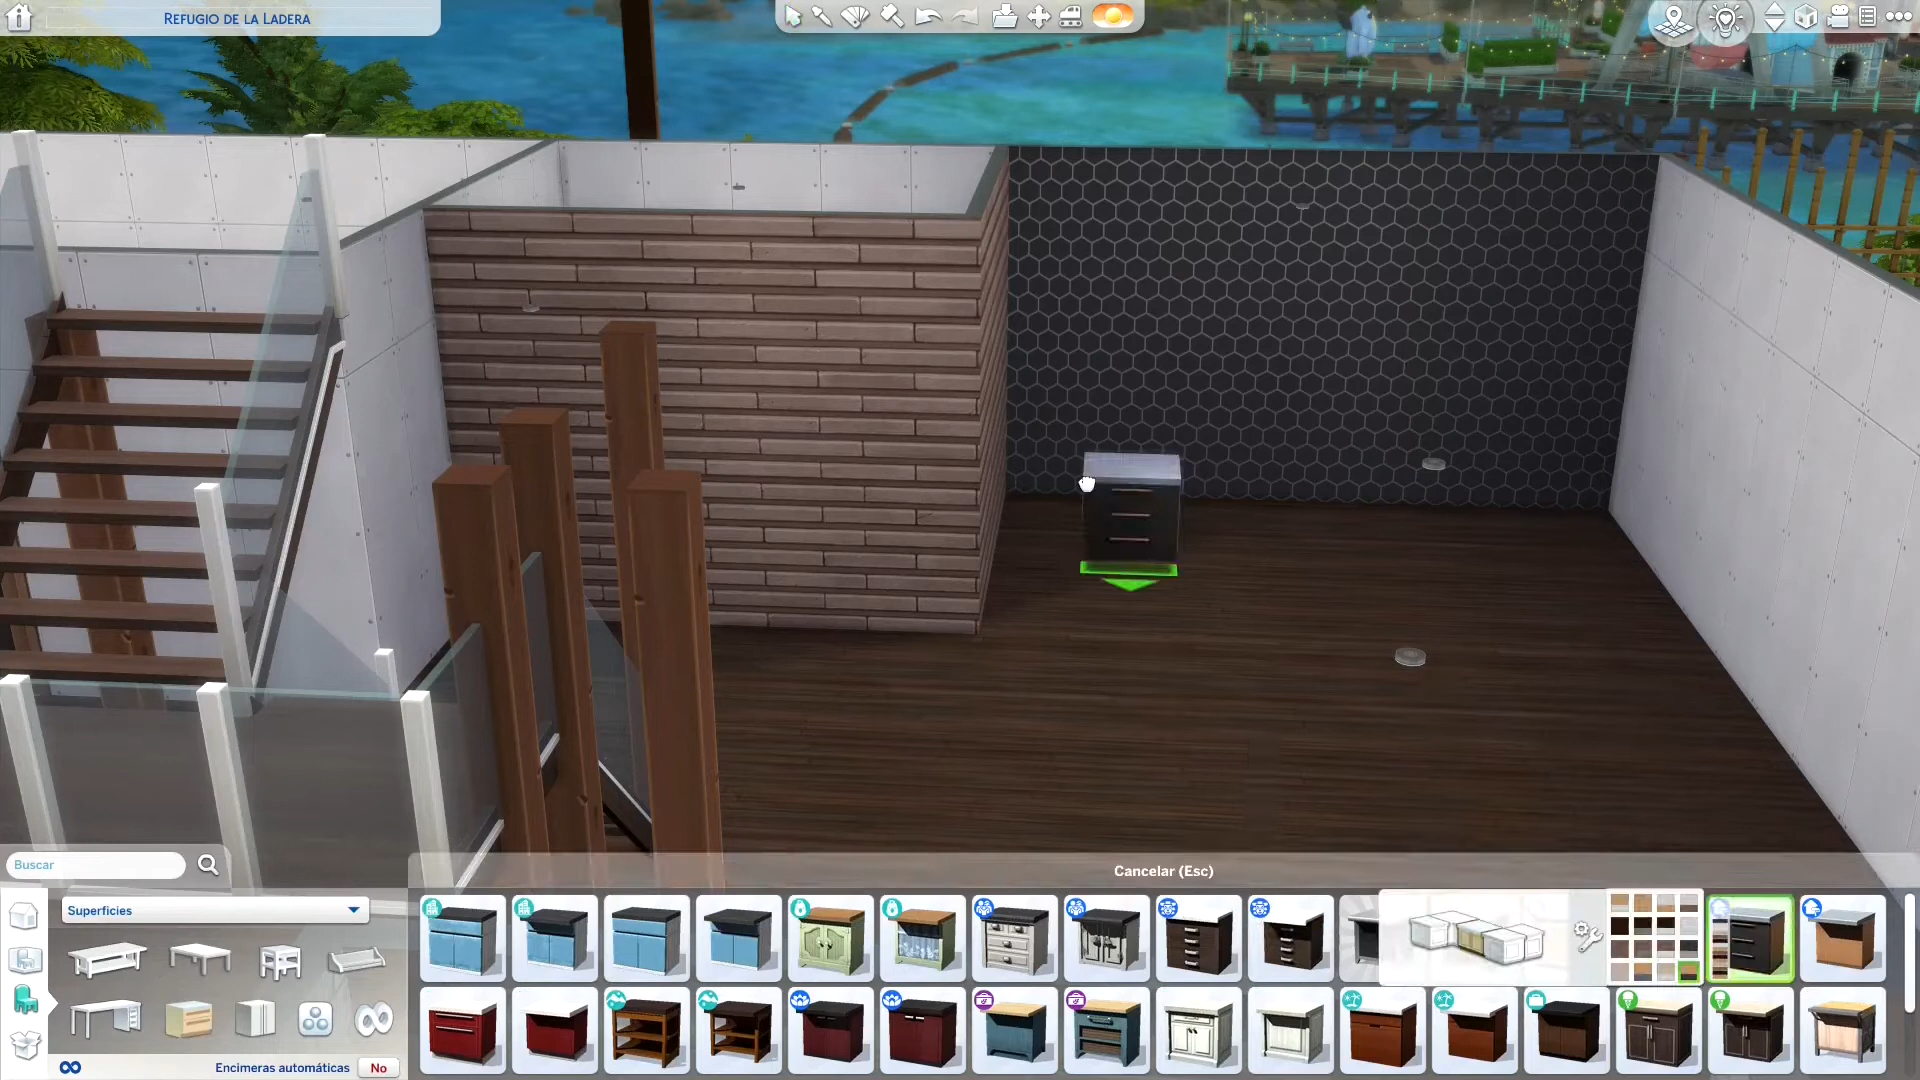 Refugio de la Ladera
Cancelar (Esc)
Buscar
Superficies
Encimeras automáticas No